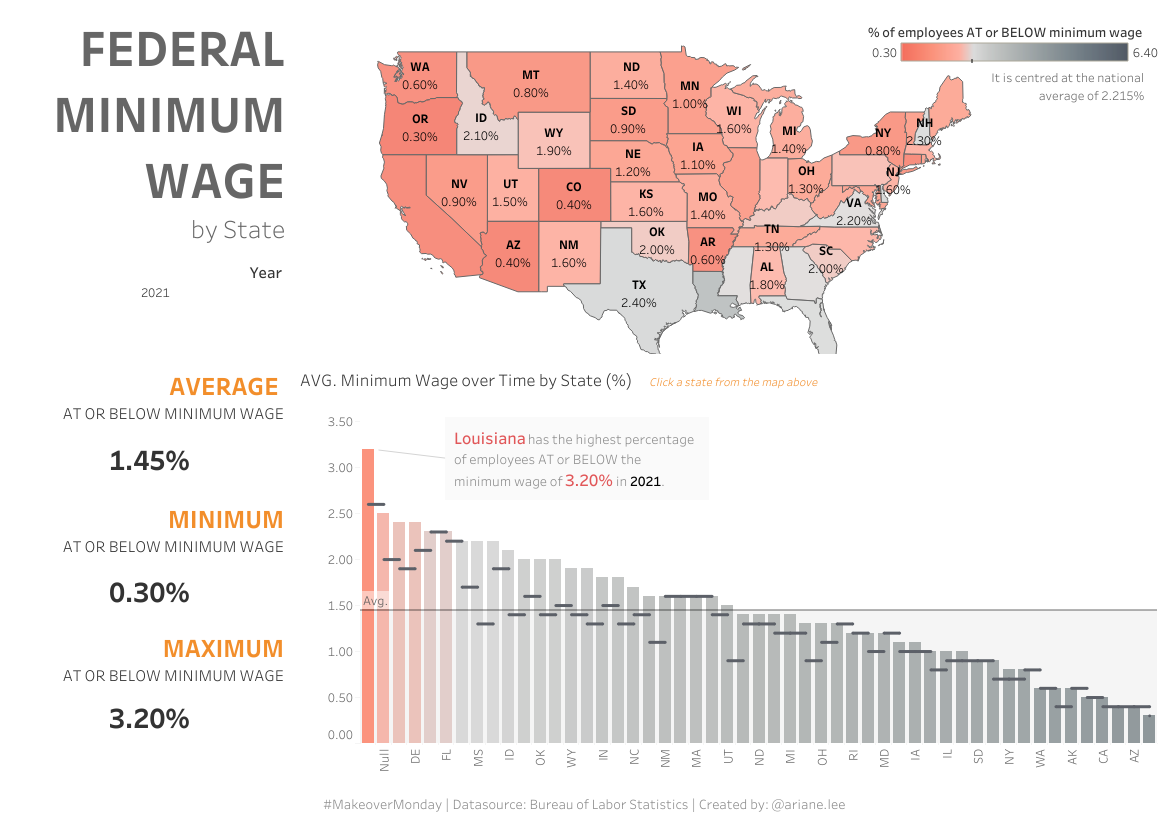 FEDERAL
MINIMUM
WAGE
by State
Year
2021
% of employees AT or BELOW minimum wage
0.30
6.40
It is centred at the national
average of 2.215%
WA
0.60%
MT
0.80%
ND
1.40%
MN
1.00%
OR
0.30%
ID
2.10%
WY
1.90%
SD
0.90%
WI
1.60%
MI
1.40%
NY
0.80%
NH
2.30%
NV
0.90%
UT
1.50%
CO
0.40%
NE
1.20%
IA
1.10%
OH
1.30%
NJ
1.60%
KS
1.60%
MO
1.40%
VA
2.20%
AZ
0.40%
NM
1.60%
OK
2.00%
AR
0.60%
TN
1.30%
SC
2.00%
TX
2.40%
AL
1.80%
AVERAGE
AT OR BELOW MINIMUM WAGE
1.45%
MINIMUM
AT OR BELOW MINIMUM WAGE
0.30%
MAXIMUM
AT OR BELOW MINIMUM WAGE
3.20%
AVG. Minimum Wage over Time by State (%)
Click a state from the map above
Louisiana has the highest percentage
of employees AT or BELOW the
minimum wage of 3.20% in 2021.
3.50
3.00
2.50
2.00
1.50
1.00
0.50
0.00
Avg.
Null
DE
FL
MS
ID
OK
WY
IN
NC
NM
MA
UT
ND
MI
OH
RI
MD
IA
IL
SD
NY
WA
AK
CA
AZ
#MakeoverMonday | Datasource: Bureau of Labor Statistics | Created by: @ariane.lee